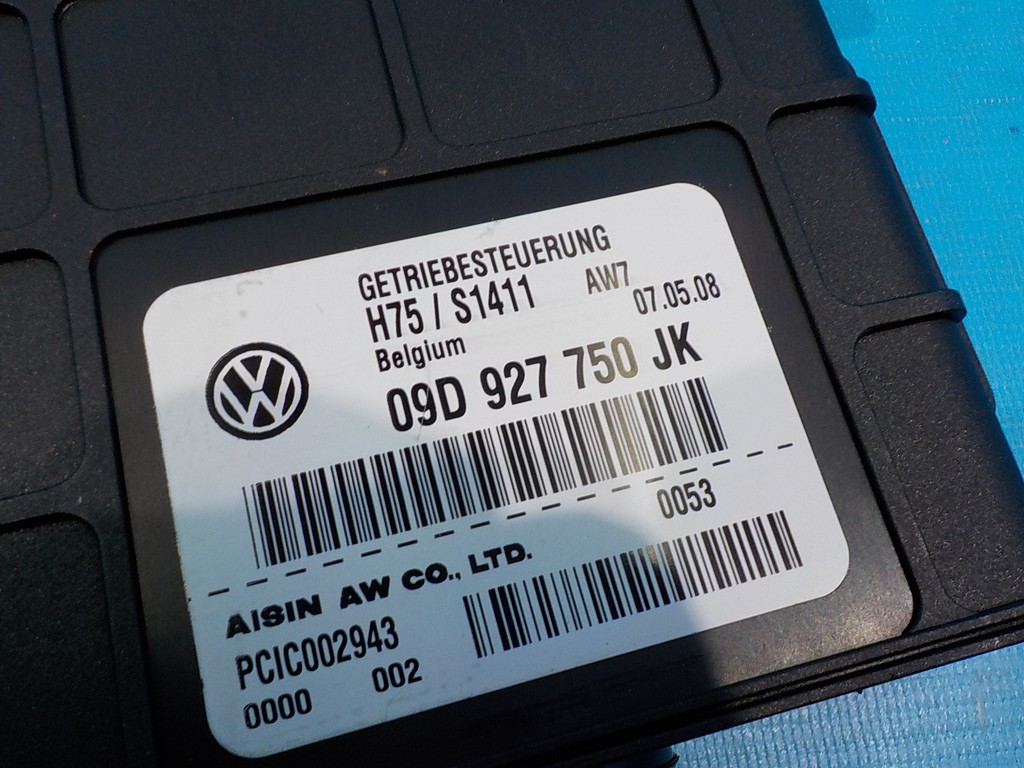 GETRIEBESTEUERUNG
H75 / S1411 AW7 07.05.08
Belgium
09D 927 750 JK
0053
AISIN AW CO., LTD.
PCIC002943
0000 002